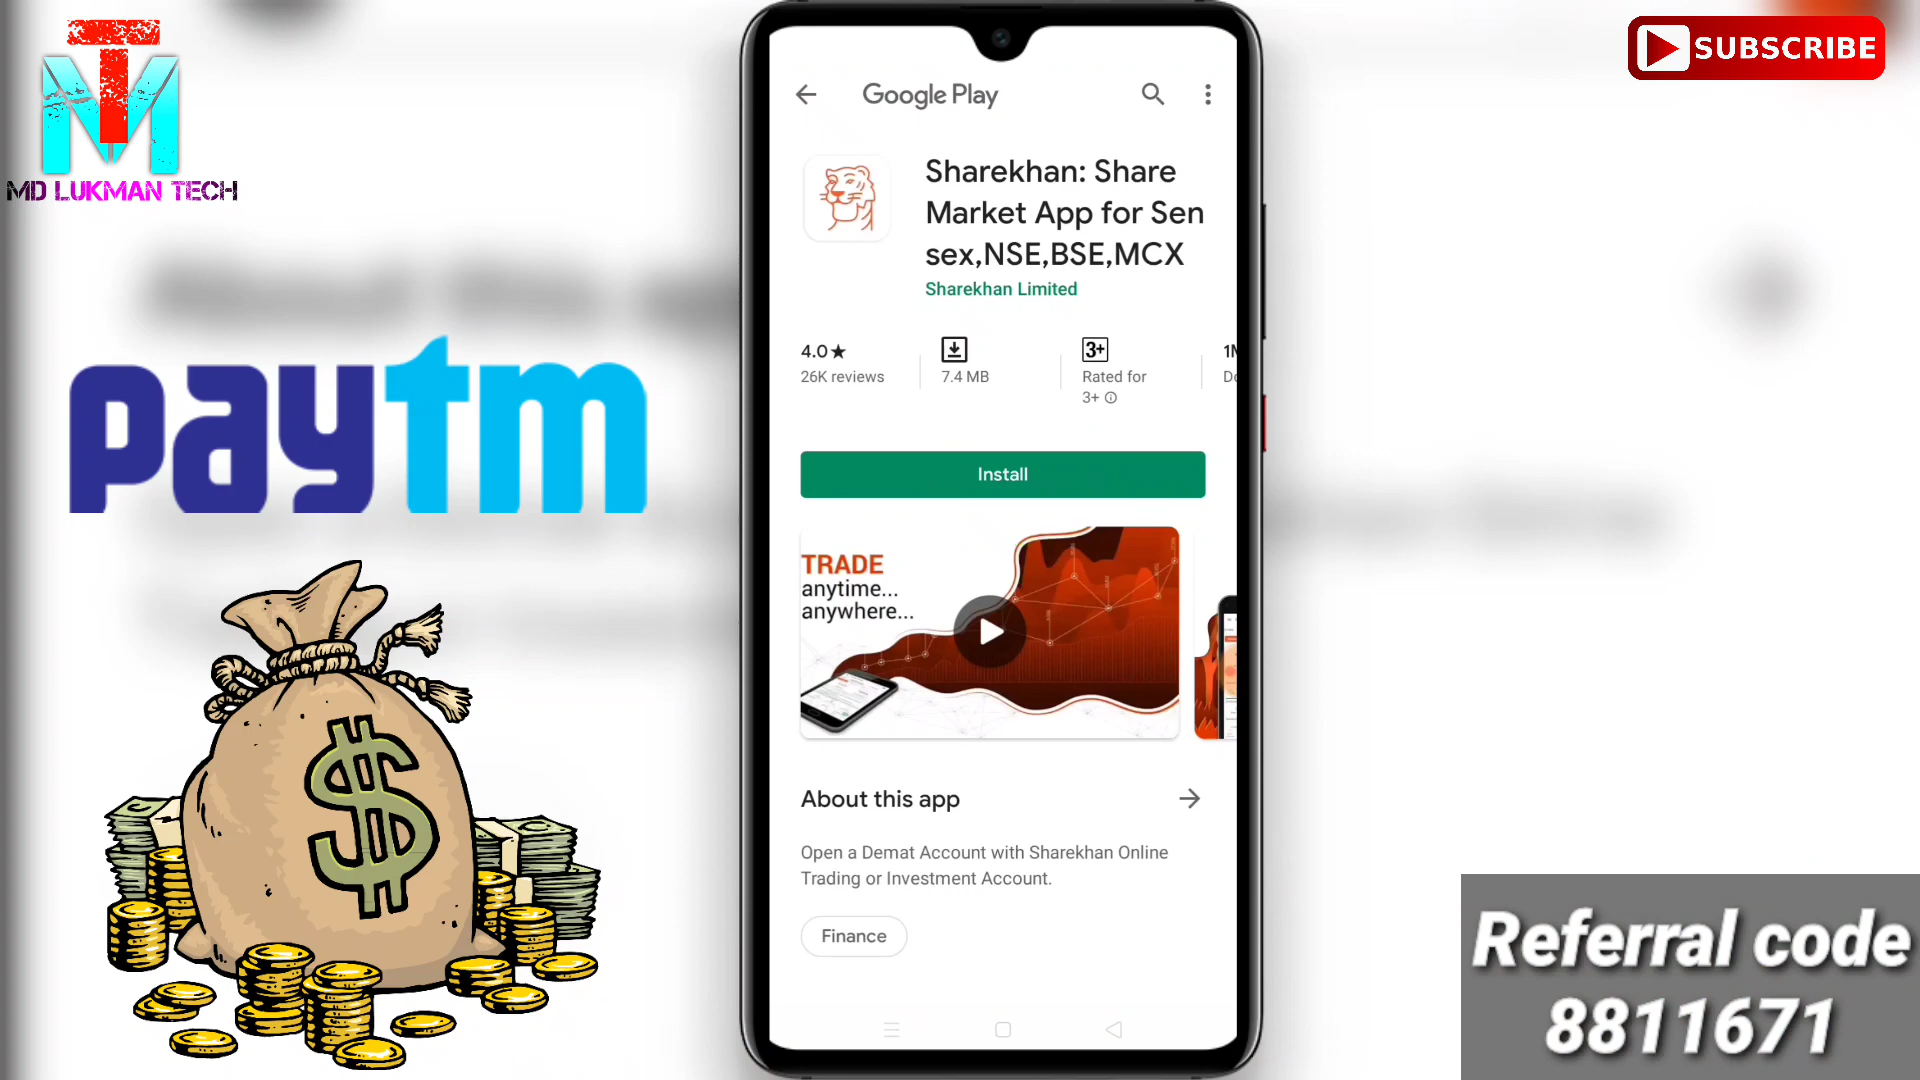 MD LUKMAN TECH
SUBSCRIBE
paytm
Google Play
Sharekhan: Share
Market App for Sen
sex,NSE,BSE,MCX
Sharekhan Limited
4.0★
26K reviews
7.4 MB
3+
Rated for
3+
Install
TRADE
anytime...
anywhere...
About this app
Open a Demat Account with Sharekhan Online
Trading or Investment Account.
Finance
Referral code
8811671